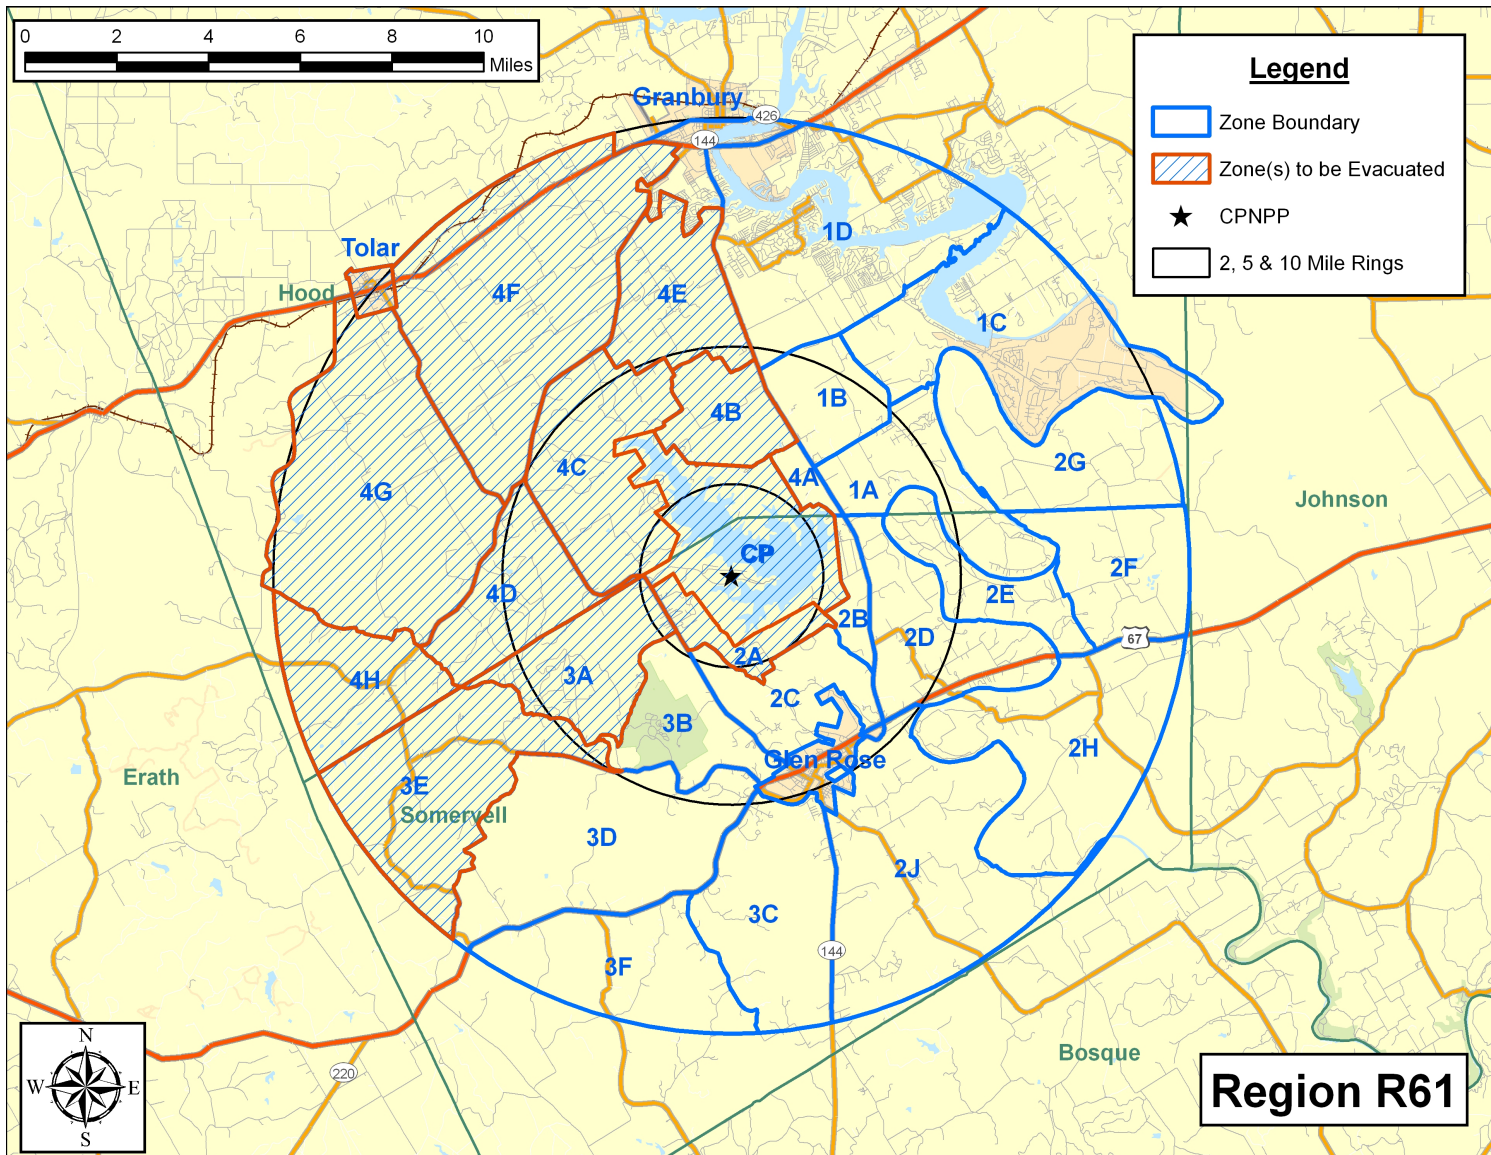 0 2 4 6 8 10
Miles
Legend
Zone Boundary
Zone(s) to be Evacuated
CPNPP
2, 5 & 10 Mile Rings
Granbury
426
144
1D
Tolar
Hood
4F
4E
1C
4B
1B
4C
4A
1A
2G
4G
Johnson
CP
4D
2E
2F
2B
2D
67
2A
4H
3A
2C
3B
2H
Glen Rose
Erath
3E
Somervell
3D
2J
3C
144
3F
Bosque
220
N
W E
S
Region R61